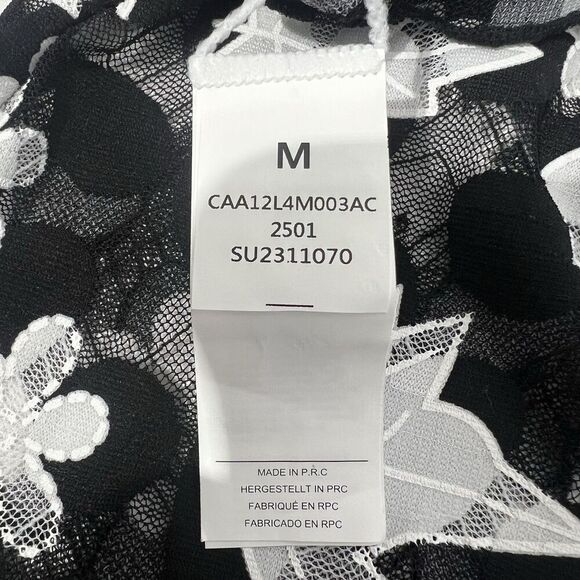 M
CAA12L4M003AC
2501
SU2311070
MADE IN P.R.C
HERGESTELLT IN PRC
FABRIQUÉ EN RPC
FABRICADO EN RPC